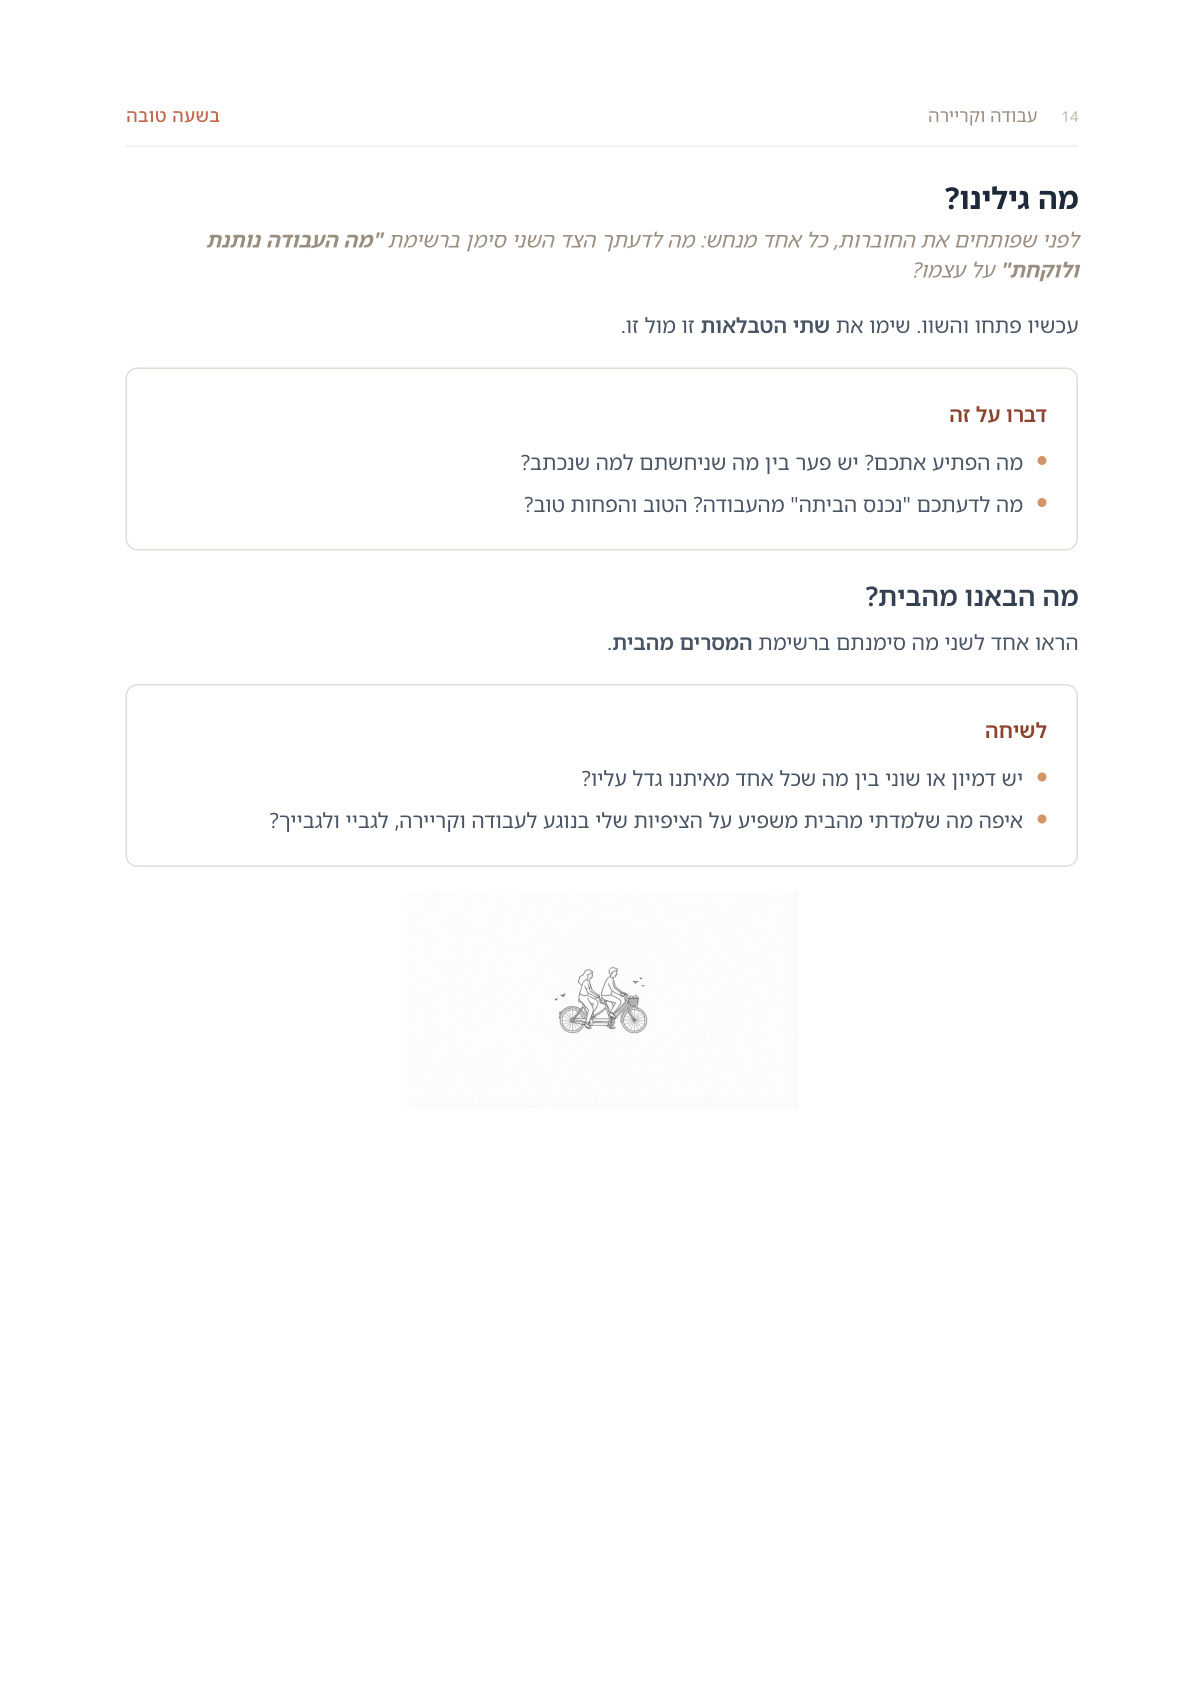 14 עבודה וקריירה
בשעה טובה
מה גילינו?
לפני שפותחים את החוברות, כל אחד מנחש: מה לדעתך הצד השני סימן ברשימת "מה העבודה נותנת
ולוקחת" על עצמו?
עכשיו פתחו והשוו. שימו את שתי הטבלאות זו מול זו.
דברו על זה
מה הפתיע אתכם? יש פער בין מה שניחשתם למה שנכתב?
מה לדעתכם "נכנס הביתה" מהעבודה? הטוב והפחות טוב?
מה הבאנו מהבית?
הראו אחד לשני מה סימנתם ברשימת המסרים מהבית.
לשיחה
יש דמיון או שוני בין מה שכל אחד מאיתנו גדל עליו?
איפה מה שלמדתי מהבית משפיע על הציפיות שלי בנוגע לעבודה וקריירה, לגביי ולגבייך?